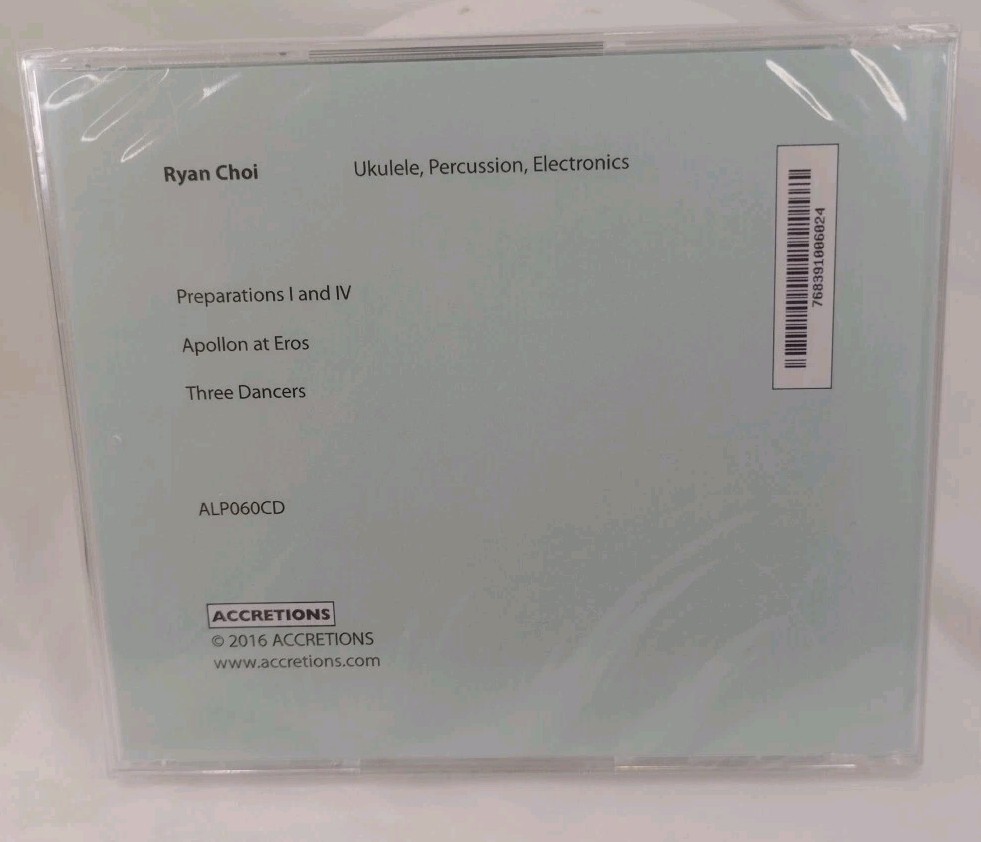 Ryan Choi Ukulele, Percussion, Electronics
Preparations I and IV
Apollon at Eros
Three Dancers
ALP060CD
ACCRETIONS
© 2016 ACCRETIONS
www.accretions.com
768391006024